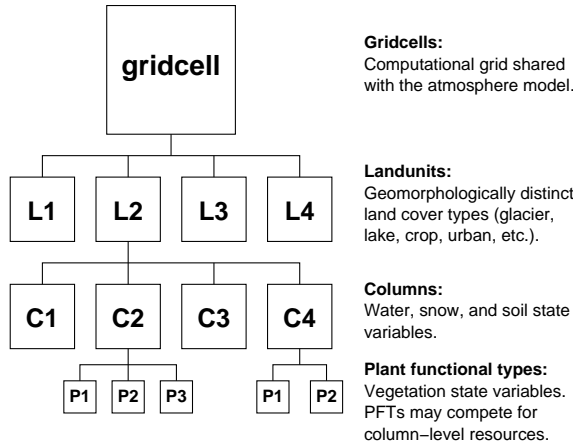 gridcell
Gridcells:
Computational grid shared
with the atmosphere model.
L1 L2 L3 L4
Landunits:
Geomorphologically distinct
land cover types (glacier,
lake, crop, urban, etc.).
C1 C2 C3 C4
Columns:
Water, snow, and soil state
variables.
P1 P2 P3 P1 P2
Plant functional types:
Vegetation state variables.
PFTs may compete for
column−level resources.